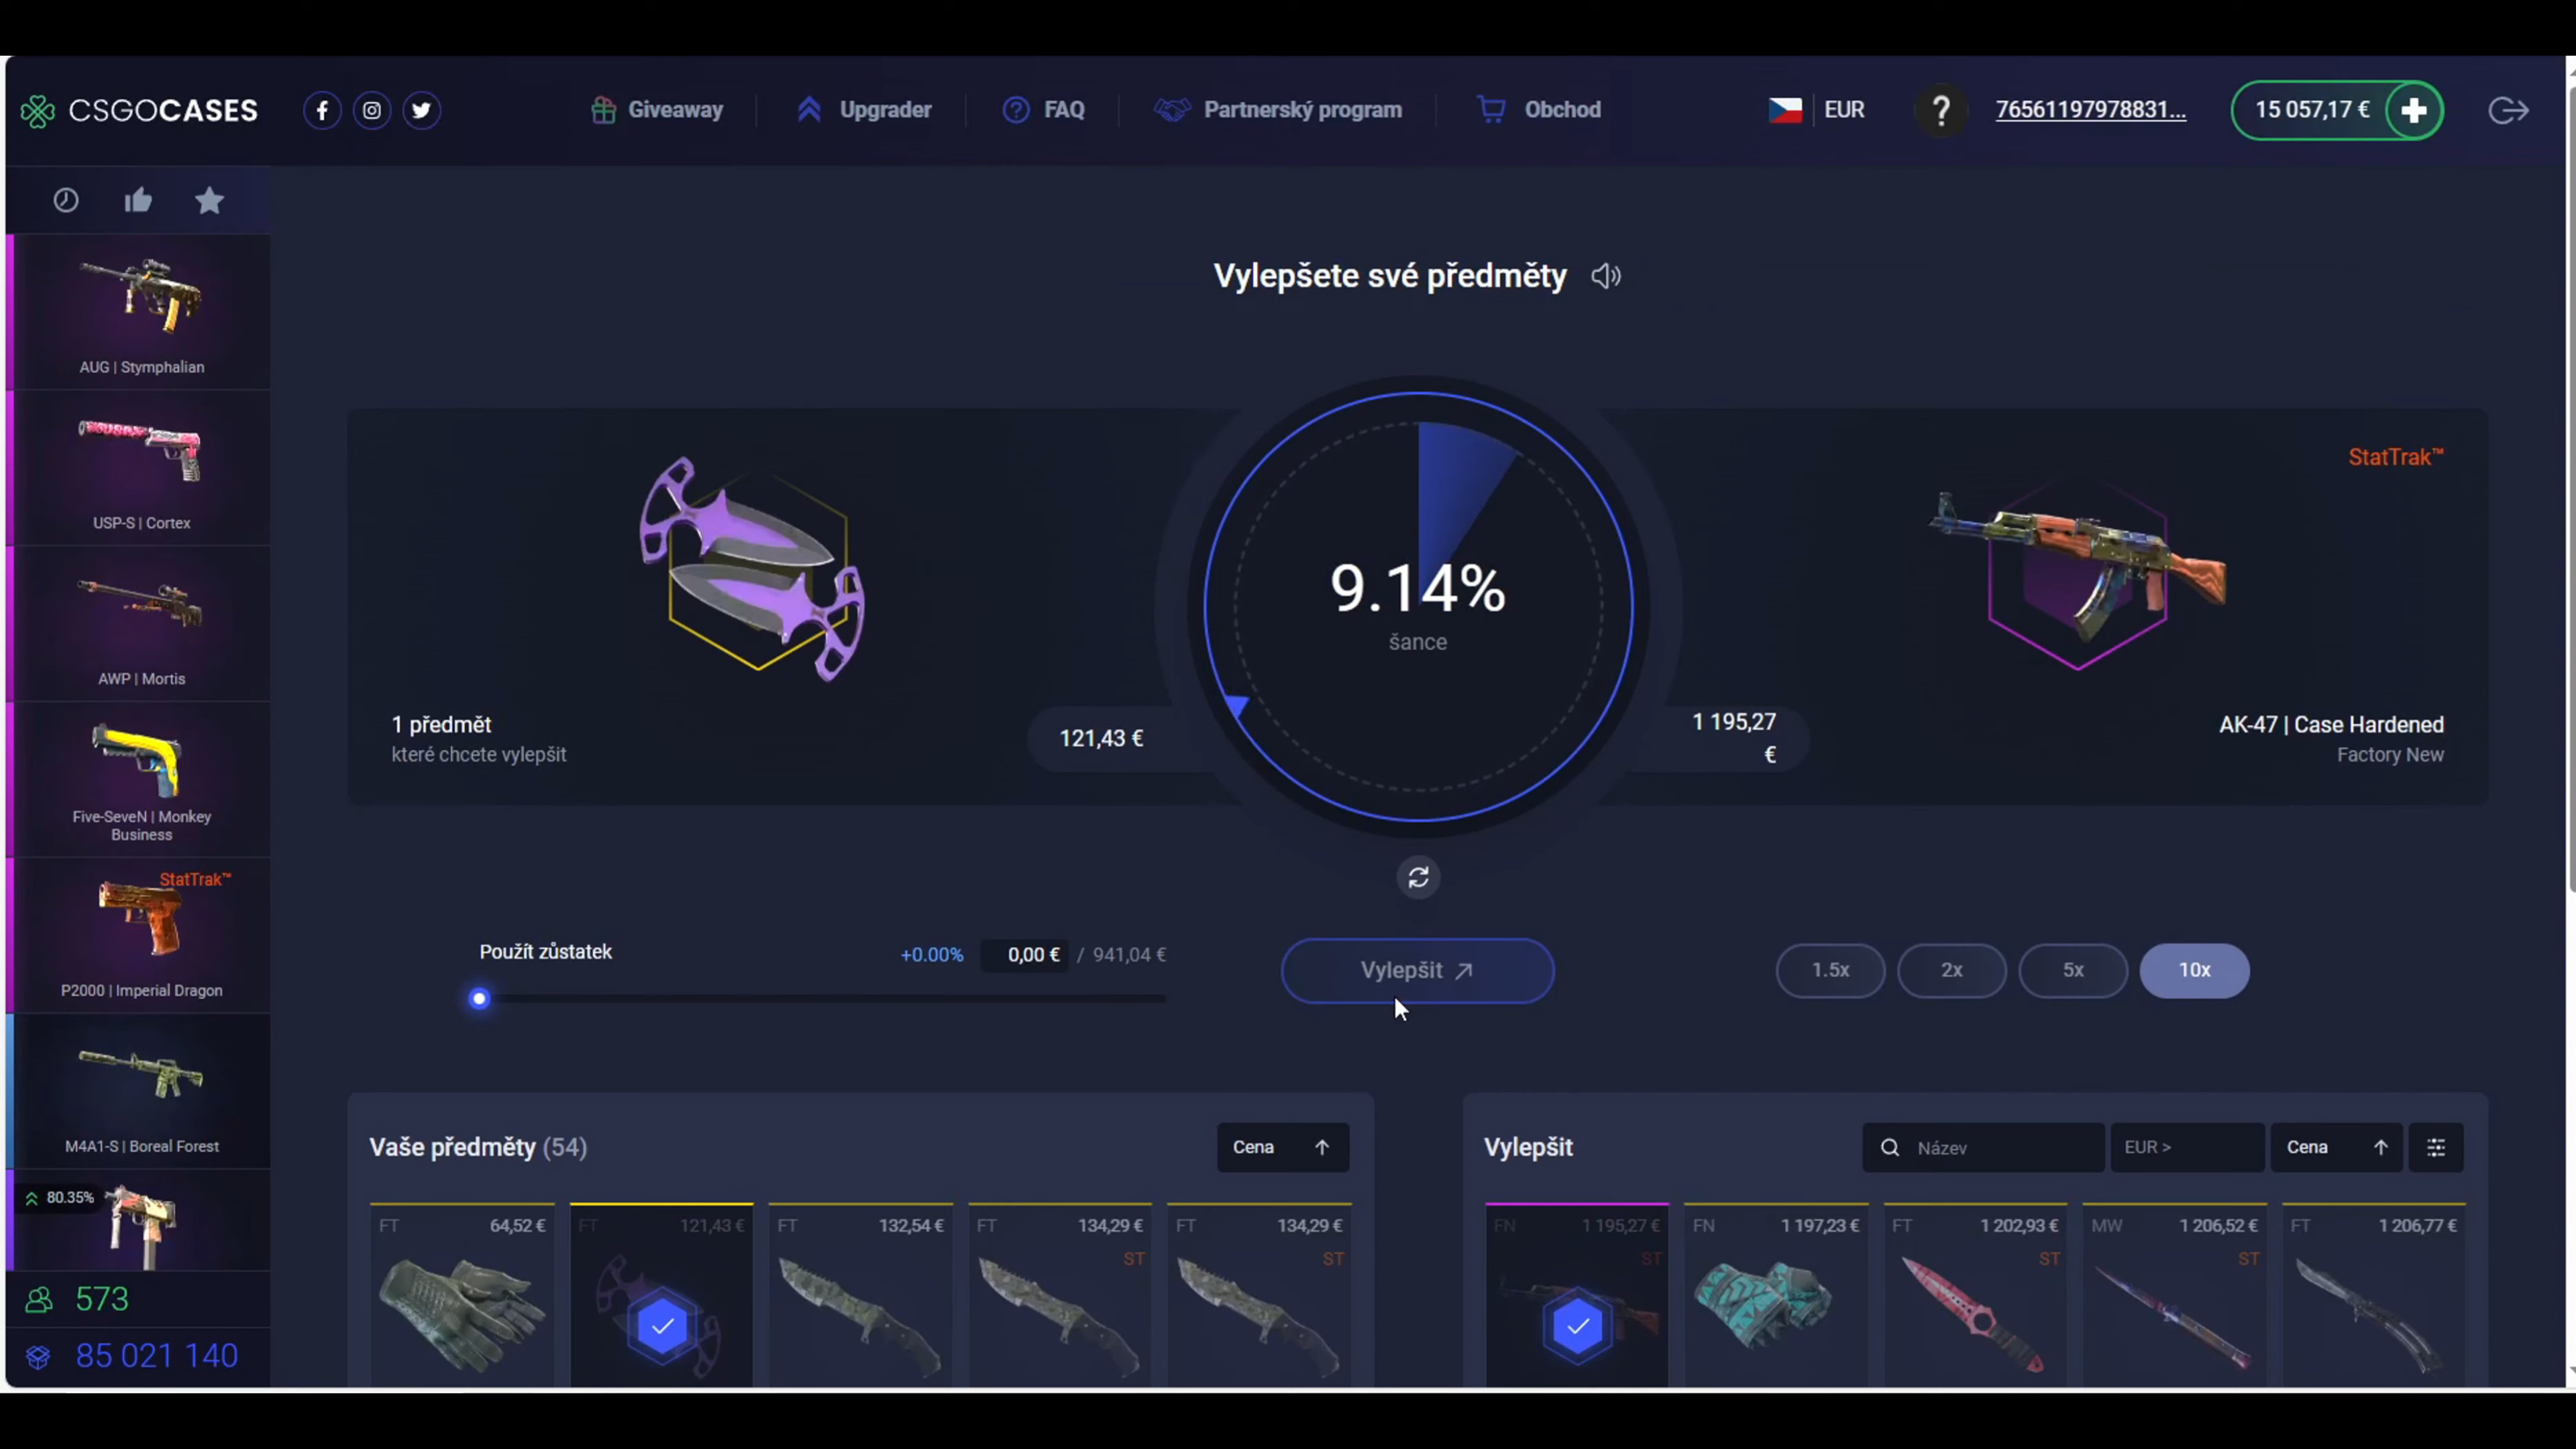 CSGOCASES
Giveaway
Upgrader
FAQ
Partnerský program
Obchod
EUR
?
76561197978831...
15 057,17 €
AUG | Stymphalian
USP-S | Cortex
AWP | Mortis
Five-SeveN | Monkey
Business
StatTrak™
P2000 | Imperial Dragon
M4A1-S | Boreal Forest
80.35%
573
85 021 140
Vylepšete své předměty
1 předmět
které chcete vylepšit
121,43 €
9.14%
šance
1 195,27
€
StatTrak™
AK-47 | Case Hardened
Factory New
Použít zůstatek
+0.00%
0,00 €
/ 941,04 €
Vylepšit
1.5x
2x
5x
10x
Vaše předměty (54)
Cena
FT 64,52 €
FT 121,43 €
FT 132,54 €
FT 134,29 €
ST
FT 134,29 €
ST
Vylepšit
Název
EUR >
Cena
FN 1 195,27 €
ST
FN 1 197,23 €
FT 1 202,93 €
ST
MW 1 206,52 €
ST
FT 1 206,77 €